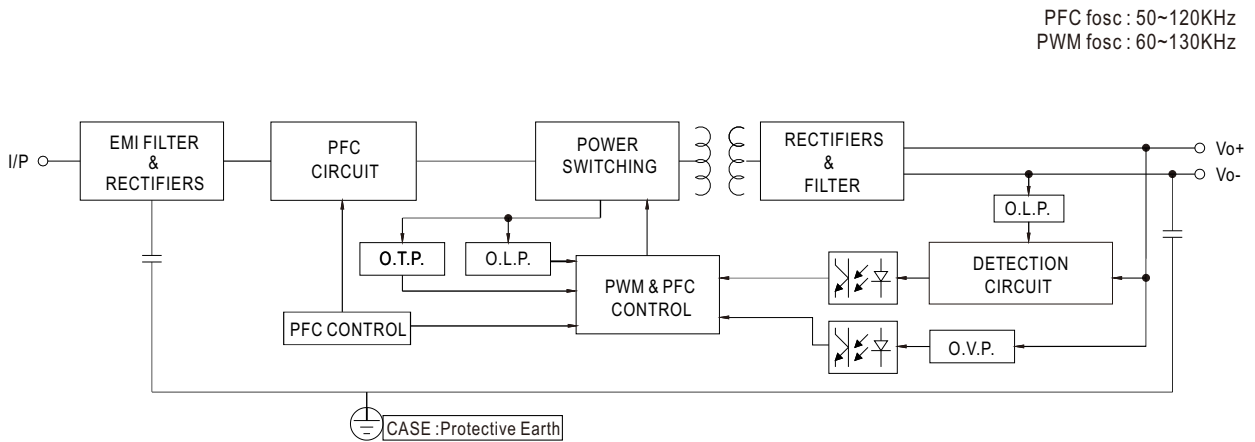 PFC fosc : 50~120KHz
PWM fosc : 60~130KHz
I/P
EMI FILTER
&
RECTIFIERS
PFC
CIRCUIT
POWER
SWITCHING
RECTIFIERS
&
FILTER
Vo+
Vo-
O.L.P.
O.T.P.
O.L.P.
DETECTION
CIRCUIT
PWM & PFC
CONTROL
PFC CONTROL
O.V.P.
CASE : Protective Earth